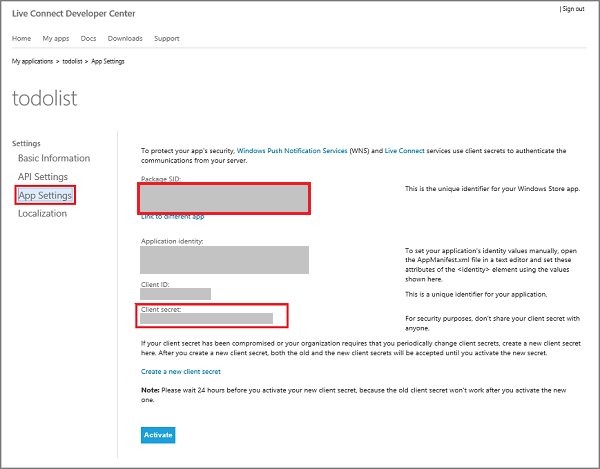 Live Connect Developer Center
| Sign out
Home My apps Docs Downloads Support
My applications > todolist > App Settings
todolist
Settings
Basic Information
API Settings
App Settings
Localization
To protect your app's security, Windows Push Notification Services (WNS) and Live Connect services use client secrets to authenticate the
communications from your server.
Package SID:
This is the unique identifier for your Windows Store app.
Link to different app
Application identity:
To set your application's identity values manually, open
the AppManifest.xml file in a text editor and set these
attributes of the <identity> element using the values
shown here.
Client ID:
This is a unique identifier for your application.
Client secret:
For security purposes, don't share your client secret with
anyone.
If your client secret has been compromised or your organization requires that you periodically change client secrets, create a new client secret
here. After you create a new client secret, both the old and the new client secrets will be accepted until you activate the new secret.
Create a new client secret
Note: Please wait 24 hours before you activate your new client secret, because the old client secret won't work after you activate the new
one.
Activate